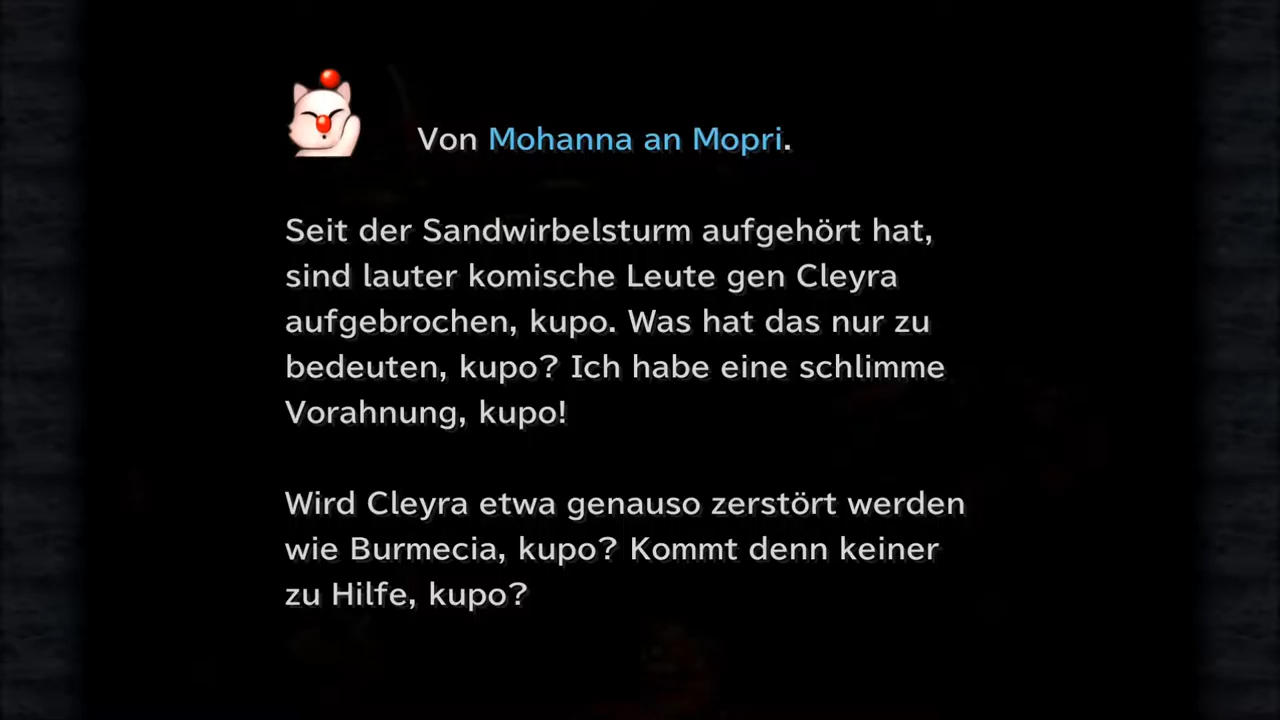 Von Mohanna an Mopri.
Seit der Sandwirbelsturm aufgehört hat,
sind lauter komische Leute gen Cleyra
aufgebrochen, kupo. Was hat das nur zu
bedeuten, kupo? Ich habe eine schlimme
Vorahnung, kupo!
Wird Cleyra etwa genauso zerstört werden
wie Burmecia, kupo? Kommt denn keiner
zu Hilfe, kupo?